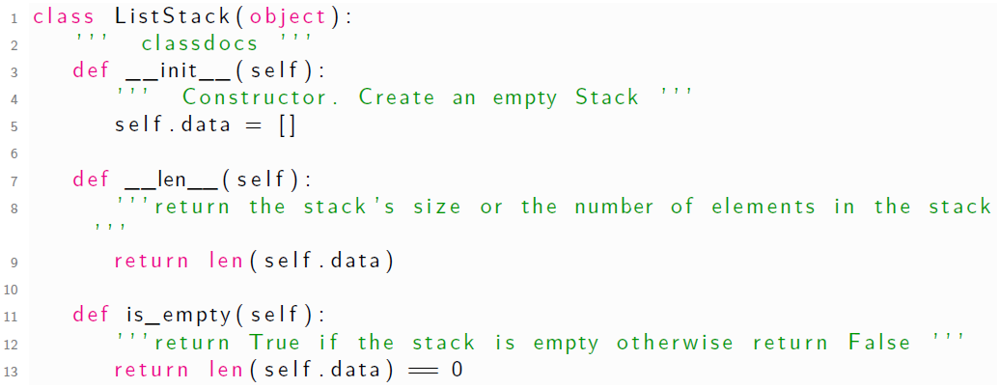 1 class ListStack(object):
2     ''' classdocs '''
3     def __init__(self):
4         ''' Constructor. Create an empty Stack '''
5         self.data = []
6
7     def __len__(self):
8         '''return the stack's size or the number of elements in the stack
'''
9         return len(self.data)
10
11     def is_empty(self):
12         '''return True if the stack is empty otherwise return False '''
13         return len(self.data) == 0